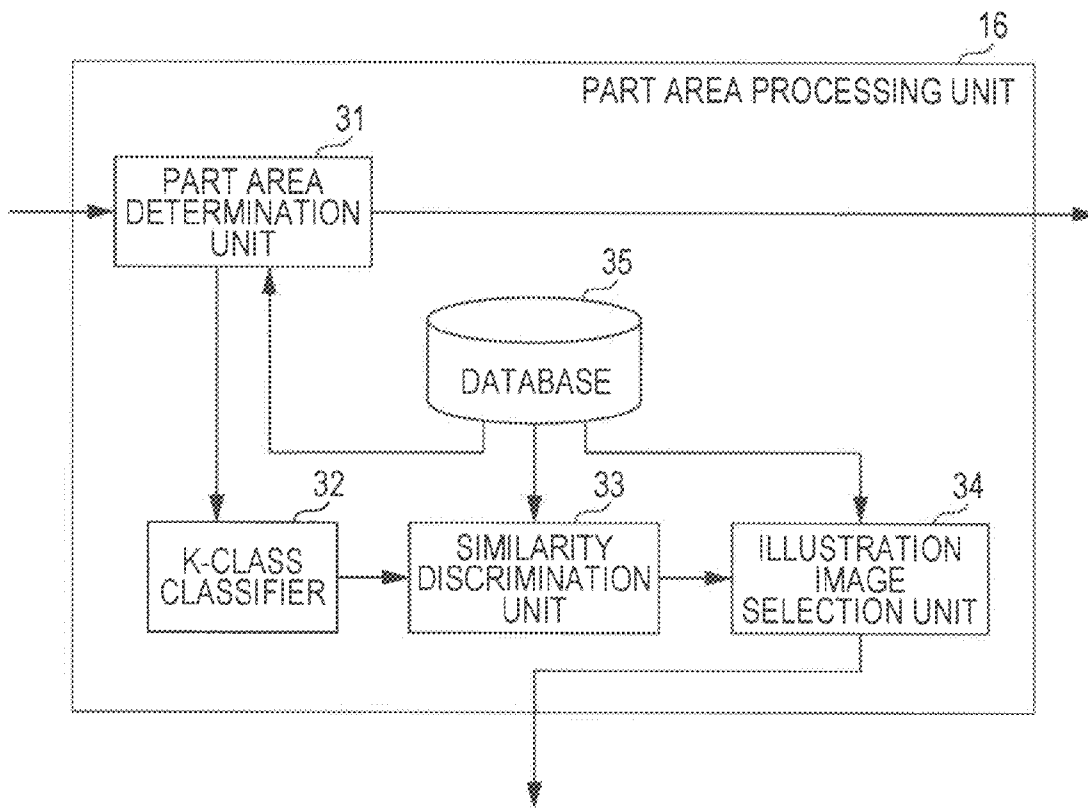 16
PART AREA PROCESSING UNIT
31
PART AREA
DETERMINATION
UNIT
35
DATABASE
32
K-CLASS
CLASSIFIER
33
SIMILARITY
DISCRIMINATION
UNIT
34
ILLUSTRATION
IMAGE
SELECTION UNIT